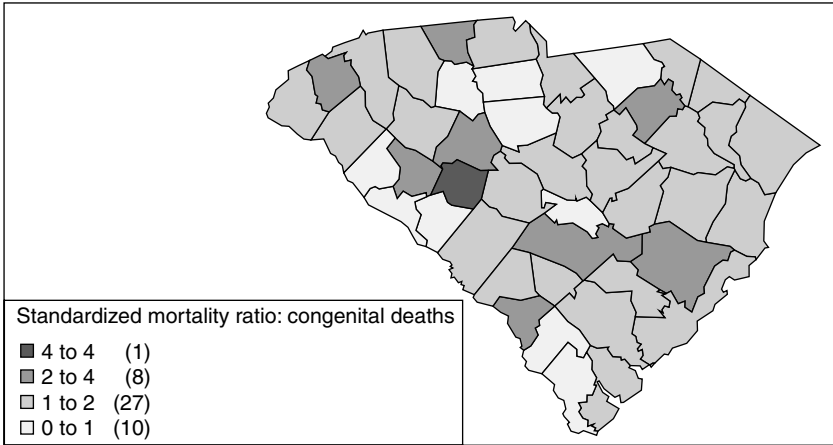 Standardized mortality ratio: congenital deaths
4 to 4 (1)
2 to 4 (8)
1 to 2 (27)
0 to 1 (10)